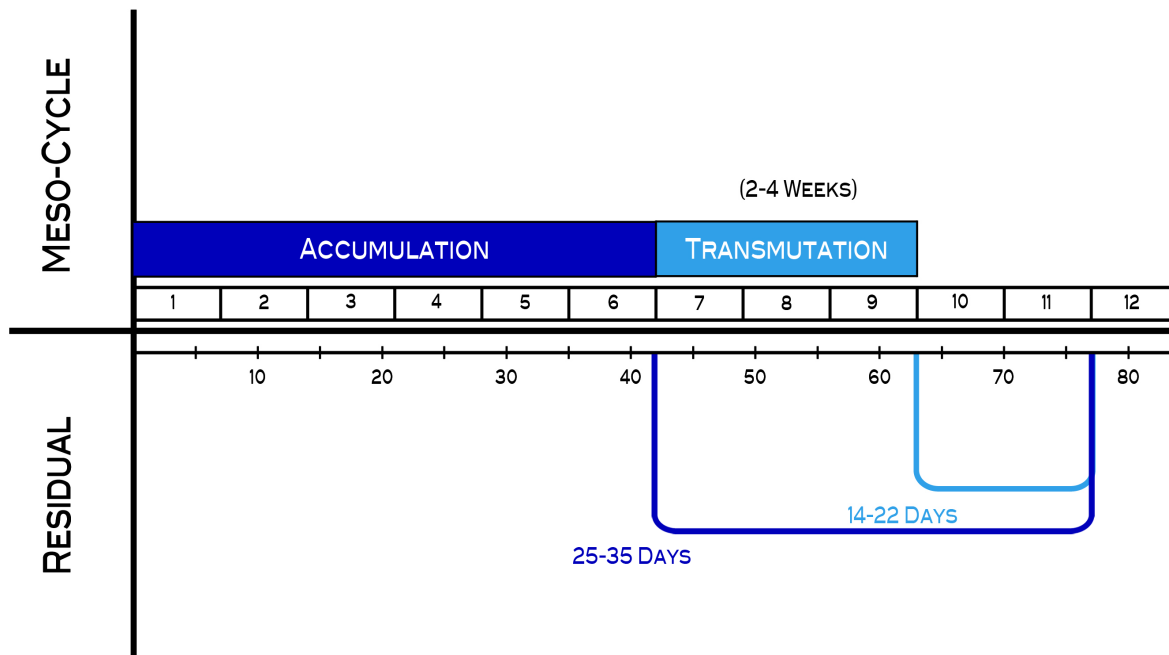 MESO-CYCLE
(2-4 WEEKS)
ACCUMULATION
TRANSMUTATION
1 2 3 4 5 6 7 8 9 10 11 12
10 20 30 40 50 60 70 80
RESIDUAL
14-22 DAYS
25-35 DAYS